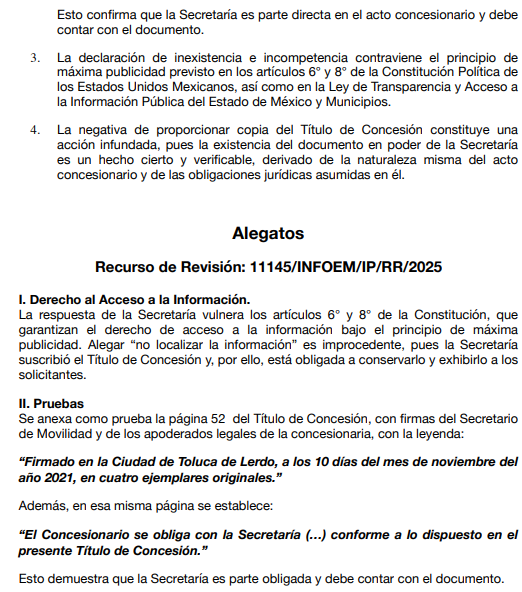 Esto confirma que la Secretaría es parte directa en el acto concesionario y debe
contar con el documento.
3. La declaración de inexistencia e incompetencia contraviene el principio de
máxima publicidad previsto en los artículos 6° y 8° de la Constitución Política de
los Estados Unidos Mexicanos, así como en la Ley de Transparencia y Acceso a
la Información Pública del Estado de México y Municipios.
4. La negativa de proporcionar copia del Título de Concesión constituye una
acción infundada, pues la existencia del documento en poder de la Secretaría
es un hecho cierto y verificable, derivado de la naturaleza misma del acto
concesionario y de las obligaciones jurídicas asumidas en él.
Alegatos
Recurso de Revisión: 11145/INFOEM/IP/RR/2025
I. Derecho al Acceso a la Información.
La respuesta de la Secretaría vulnera los artículos 6° y 8° de la Constitución, que
garantizan el derecho de acceso a la información bajo el principio de máxima
publicidad. Alegar “no localizar la información” es improcedente, pues la Secretaría
suscribió el Título de Concesión y, por ello, está obligada a conservarlo y exhibirlo a los
solicitantes.
II. Pruebas
Se anexa como prueba la página 52 del Título de Concesión, con firmas del Secretario
de Movilidad y de los apoderados legales de la concesionaria, con la leyenda:
“Firmado en la Ciudad de Toluca de Lerdo, a los 10 días del mes de noviembre del
año 2021, en cuatro ejemplares originales.”
Además, en esa misma página se establece:
“El Concesionario se obliga con la Secretaría (…) conforme a lo dispuesto en el
presente Título de Concesión.”
Esto demuestra que la Secretaría es parte obligada y debe contar con el documento.